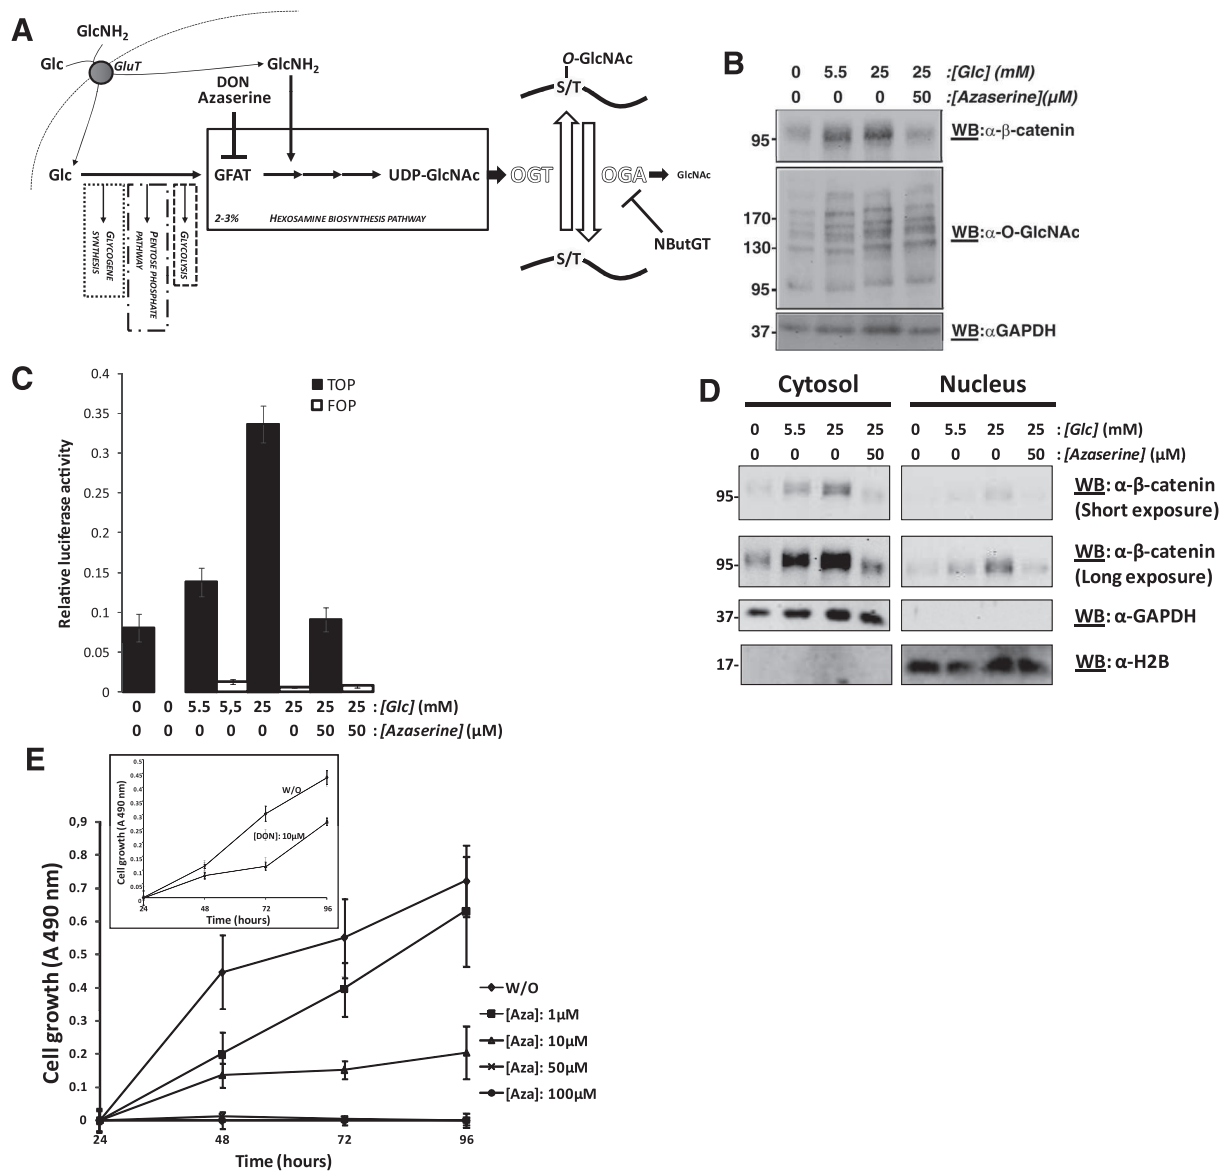 A
GlcNH2
Glc
GluT
GlcNH2
DON
Azaserine
O-GlcNAc
S/T
Glc
GFAT
UDP-GlcNAc
OGT
OGA
GlcNAc
2-3%
HEXOSAMINE BIOSYNTHESIS PATHWAY
GLYCOGENE
SYNTHESIS
PENTOSE PHOSPHATE
PATHWAY
GLYCOLYSIS
NButGT
S/T
B
0 5.5 25 25 :[Glc] (mM)
0 0 0 50 :[Azaserine](μM)
95-
WB:α-β-catenin
170-
130-
95-
WB:α-O-GlcNAc
37-
WB:αGAPDH
C
0.4
0.35
0.3
0.25
0.2
0.15
0.1
0.05
0
Relative luciferase activity
TOP
FOP
0 0 5.5 5,5 25 25 25 25 :[Glc] (mM)
0 0 0 0 0 0 50 50 :[Azaserine] (μM)
D
Cytosol Nucleus
0 5.5 25 25 0 5.5 25 25 :[Glc] (mM)
0 0 0 50 0 0 0 50 :[Azaserine] (μM)
95-
WB: α-β-catenin
(Short exposure)
95-
WB: α-β-catenin
(Long exposure)
37-
WB: α-GAPDH
17-
WB: α-H2B
E
0.5
0.45
0.4
0.35
0.3
0.25
0.2
0.15
0.1
0.05
0
Cell growth (A 490 nm)
W/O
[DON]: 10μM
24 48 72 96
Time (hours)
0,9
0.8
0.7
0.6
0.5
0.4
0.3
0.2
0.1
0
Cell growth (A 490 nm)
24 48 72 96
Time (hours)
W/O
[Aza]: 1μM
[Aza]: 10μM
[Aza]: 50μM
[Aza]: 100μM